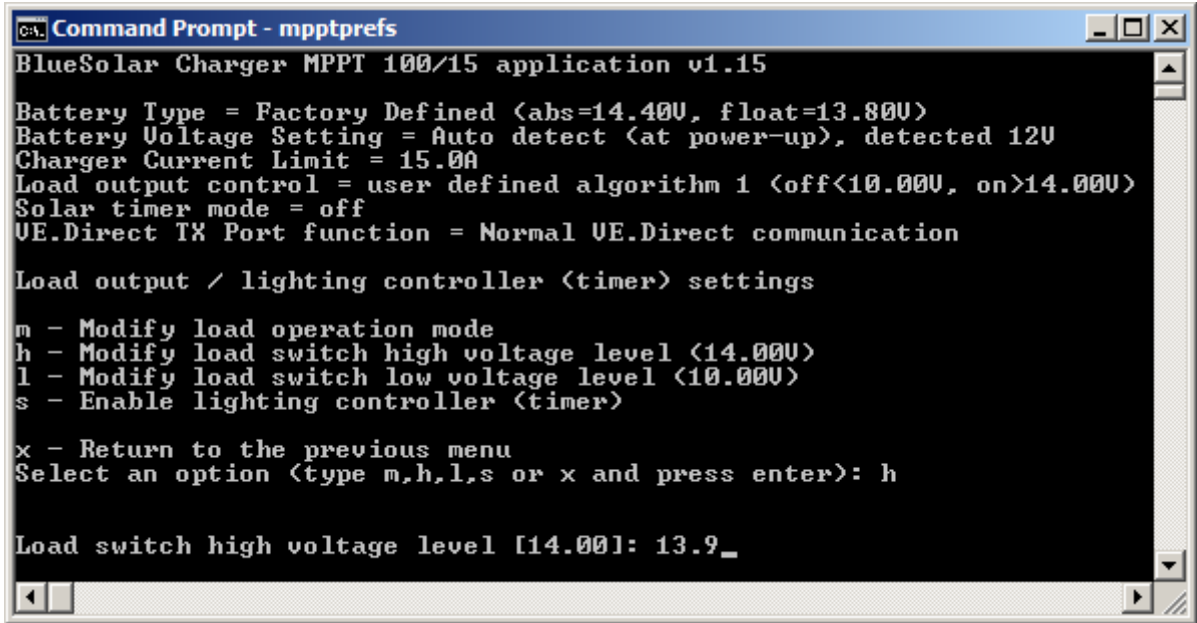 Command Prompt - mpptprefs
BlueSolar Charger MPPT 100/15 application v1.15
Battery Type = Factory Defined (abs=14.40V, float=13.80V)
Battery Voltage Setting = Auto detect (at power-up), detected 12V
Charger Current Limit = 15.0A
Load output control = user defined algorithm 1 (off<10.00V, on>14.00V)
Solar timer mode = off
VE.Direct TX Port function = Normal VE.Direct communication
Load output / lighting controller (timer) settings
m - Modify load operation mode
h - Modify load switch high voltage level (14.00V)
l - Modify load switch low voltage level (10.00V)
s - Enable lighting controller (timer)
x - Return to the previous menu
Select an option (type m,h,l,s or x and press enter): h
Load switch high voltage level [14.00]: 13.9_